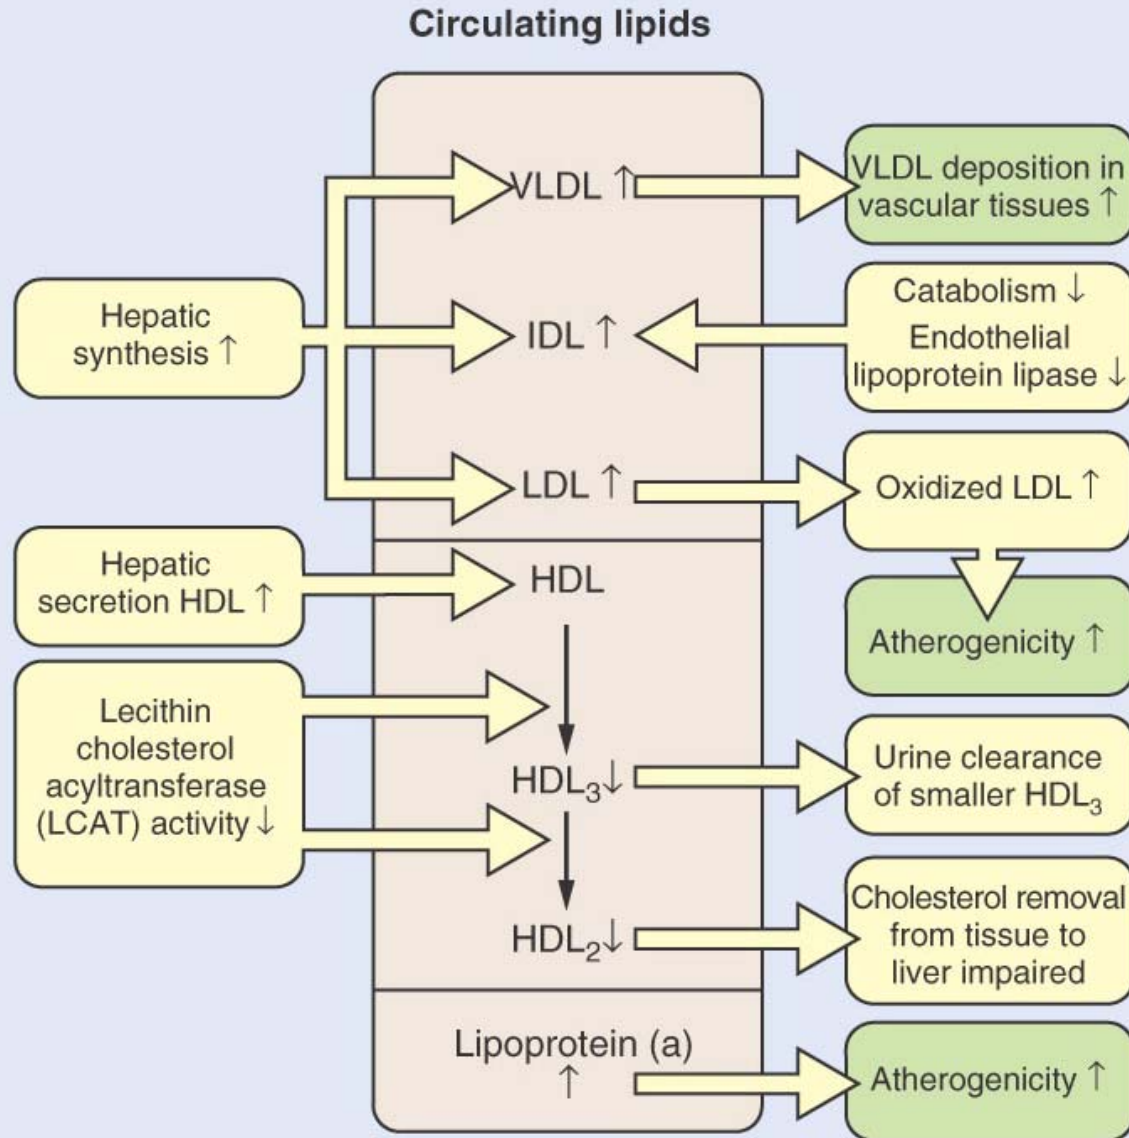 Circulating lipids
VLDL ↑
VLDL deposition in
vascular tissues ↑
Hepatic
synthesis ↑
IDL ↑
Catabolism ↓
Endothelial
lipoprotein lipase ↓
LDL ↑
Oxidized LDL ↑
Hepatic
secretion HDL ↑
HDL
Atherogenicity ↑
Lecithin
cholesterol
acyltransferase
(LCAT) activity ↓
HDL₃↓
Urine clearance
of smaller HDL₃
HDL₂↓
Cholesterol removal
from tissue to
liver impaired
Lipoprotein (a)
↑
Atherogenicity ↑